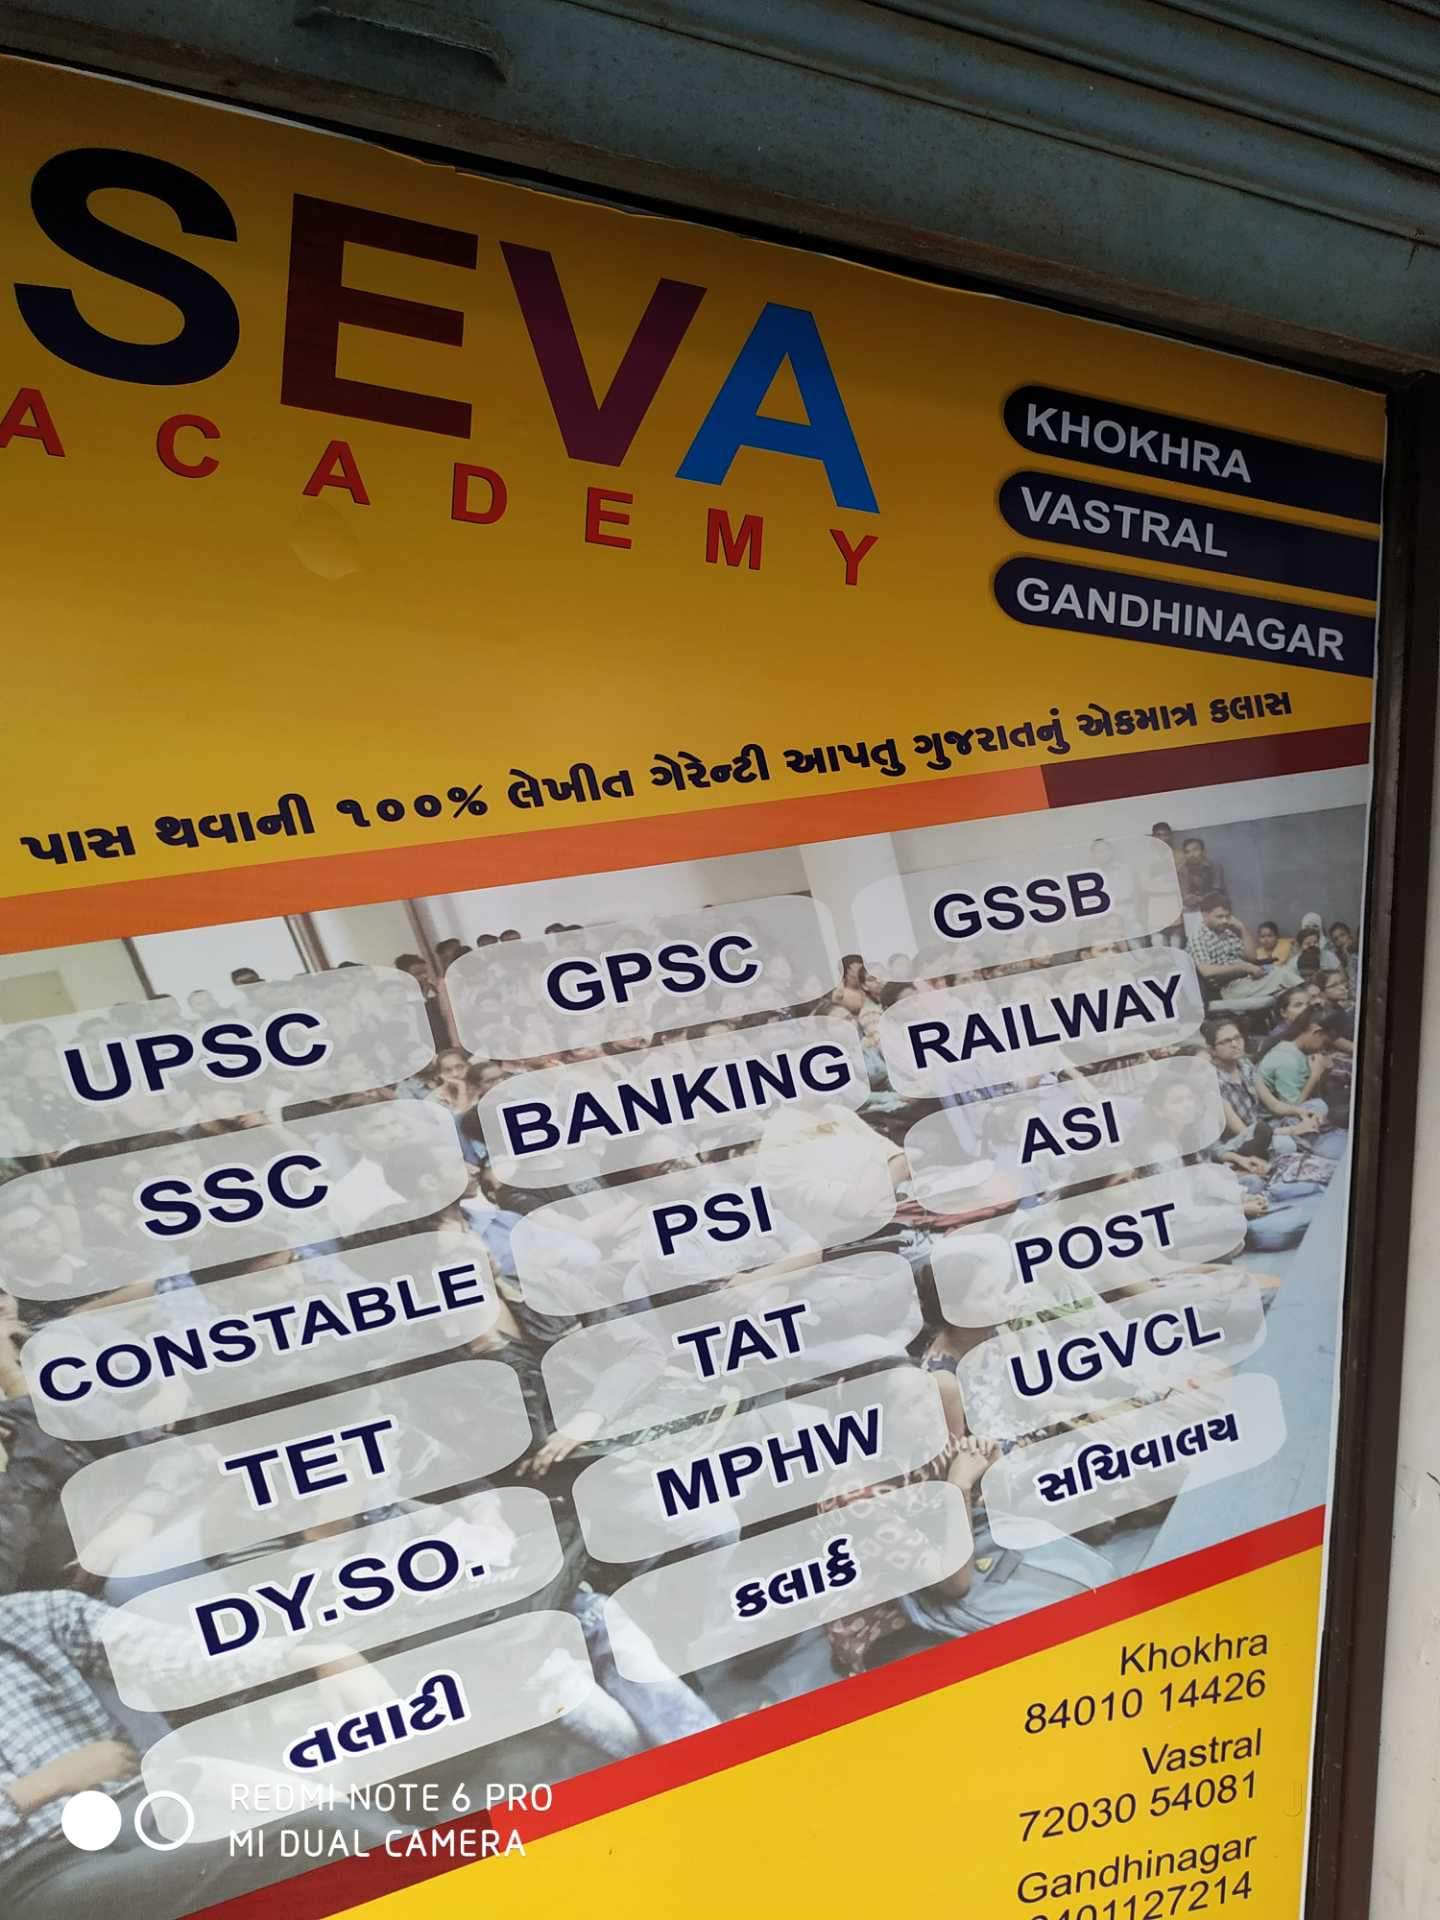 SEVA
ACADEMY
KHOKHRA
VASTRAL
GANDHINAGAR
પાસ થવાની ૧૦૦% લેખીત ગેરેન્ટી આપતુ ગુજરાતનું એકમાત્ર કલાસ
UPSC GPSC GSSB
SSC BANKING RAILWAY
CONSTABLE PSI ASI
TET TAT POST
DY.SO. MPHW UGVCL
તલાટી ક્લાર્ક સચિવાલય
Khokhra
84010 14426
Vastral
72030 54081
Gandhinagar
REDMI NOTE 6 PRO
MI DUAL CAMERA